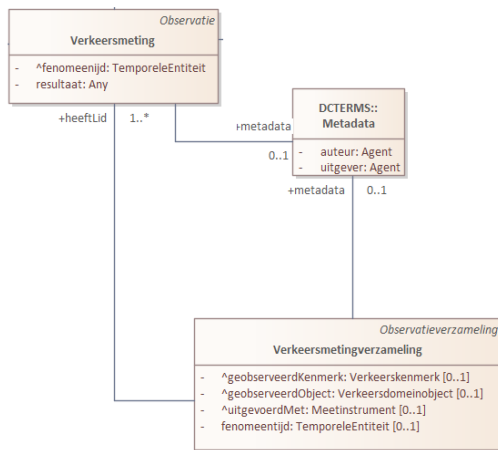 Observatie
Verkeersmeting
- ^fenomeenijd: TemporeleEntiteit
- resultaat: Any
+heeftLid 1..*
+metadata
0..1
DCTERMS::
Metadata
- auteur: Agent
- uitgever: Agent
+metadata 0..1
Observatieverzameling
Verkeersmetingverzameling
- ^geobserveerdKenmerk: Verkeerskenmerk [0..1]
- ^geobserveerdObject: Verkeersdomeinobject [0..1]
- ^uitgevoerdMet: Meetinstrument [0..1]
- fenomeentijd: TemporeleEntiteit [0..1]